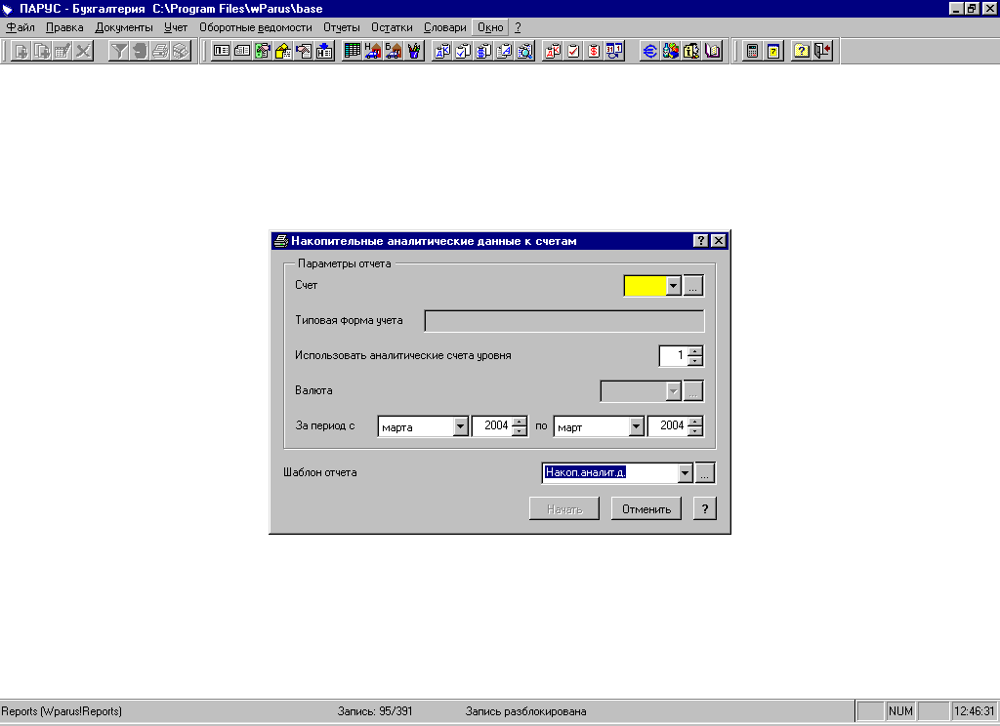 ПАРУС - Бухгалтерия C:\Program Files\wParus\base
Файл Правка Документы Учет Оборотные ведомости Отчеты Остатки Словари Окно ?
Накопительные аналитические данные к счетам
Параметры отчета
Счет
...
Типовая форма учета
Использовать аналитические счета уровня 1
Валюта
...
За период с марта 2004 по март 2004
Шаблон отчета Накоп.аналит.д. ...
Начать Отменить ?
Reports (Wparus!Reports) Запись: 95/391 Запись разблокирована NUM 12:46:31